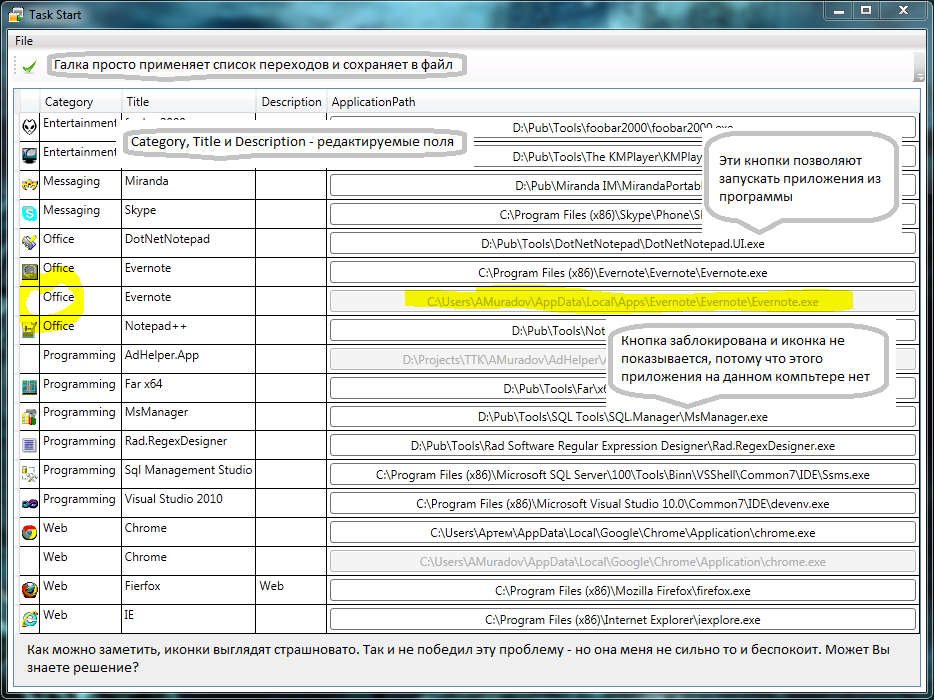 Task Start
File
Галка просто применяет список переходов и сохраняет в файл
Category Title Description ApplicationPath
Entertainment foobar2000 D:\Pub\Tools\foobar2000\foobar2000.exe
Category, Title и Description - редактируемые поля
Entertainment D:\Pub\Tools\The KMPlayer\KMPlay
Эти кнопки позволяют
запускать приложения из
программы
Messaging Miranda D:\Pub\Miranda IM\MirandaPortab
Messaging Skype C:\Program Files (x86)\Skype\Phone\S
Office DotNetNotepad D:\Pub\Tools\DotNetNotepad\DotNetNotepad.UI.exe
Office Evernote C:\Program Files (x86)\Evernote\Evernote\Evernote.exe
Office Evernote C:\Users\AMuradov\AppData\Local\Apps\Evernote\Evernote\Evernote.exe
Office Notepad++ D:\Pub\Tools\Not
Кнопка заблокирована и иконка не
показывается, потому что этого
приложения на данном компьтере нет
Programming AdHelper.App D:\Projects\TTK\AMuradov\AdHelper\
Programming Far x64 D:\Pub\Tools\Far\x
Programming MsManager D:\Pub\Tools\SQL Tools\SQL.Manager\MsManager.exe
Programming Rad.RegexDesigner D:\Pub\Tools\Rad Software Regular Expression Designer\Rad.RegexDesigner.exe
Programming Sql Management Studio C:\Program Files (x86)\Microsoft SQL Server\100\Tools\Binn\VSShell\Common7\IDE\Ssms.exe
Programming Visual Studio 2010 C:\Program Files (x86)\Microsoft Visual Studio 10.0\Common7\IDE\devenv.exe
Web Chrome C:\Users\Артем\AppData\Local\Google\Chrome\Application\chrome.exe
Web Chrome C:\Users\AMuradov\AppData\Local\Google\Chrome\Application\chrome.exe
Web Fierfox Web C:\Program Files (x86)\Mozilla Firefox\firefox.exe
Web IE C:\Program Files (x86)\Internet Explorer\iexplore.exe
Как можно заметить, иконки выглядят страшновато. Так и не победил эту проблему - но она меня не сильно то и беспокоит. Может Вы
знаете решение?